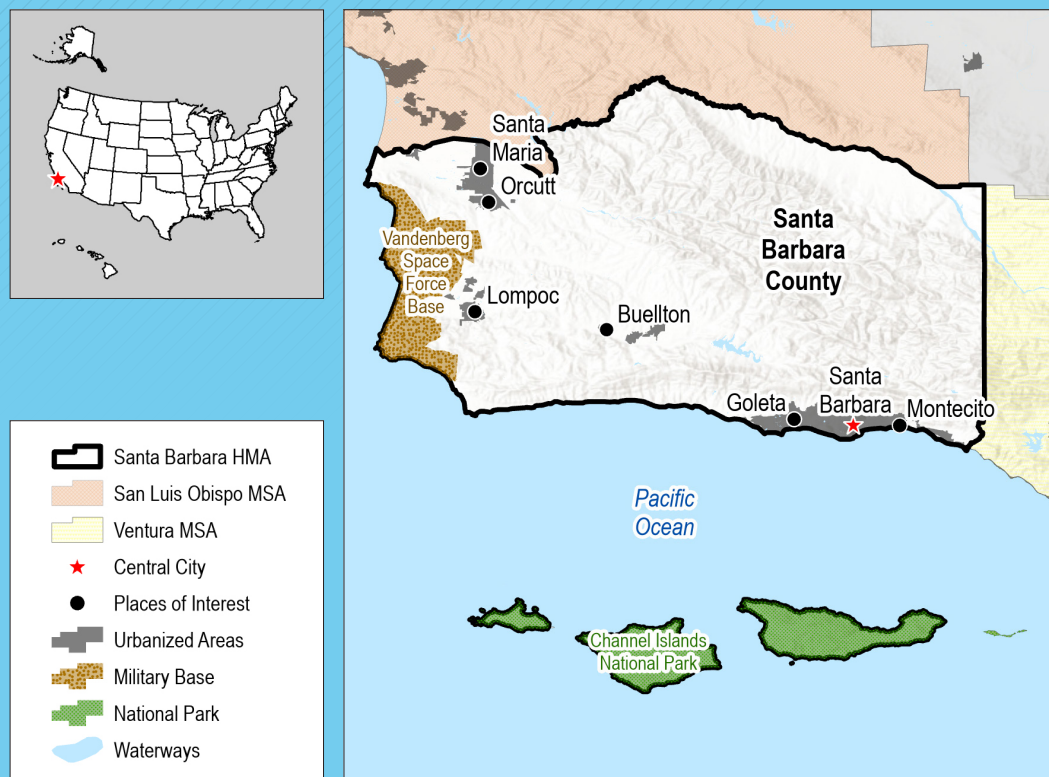 Santa
Maria
Orcutt
Vandenberg
Space
Force
Base
Santa
Barbara
County
Lompoc
Buellton
Goleta
Santa
Barbara
Montecito
Pacific
Ocean
Channel Islands
National Park
Santa Barbara HMA
San Luis Obispo MSA
Ventura MSA
Central City
Places of Interest
Urbanized Areas
Military Base
National Park
Waterways